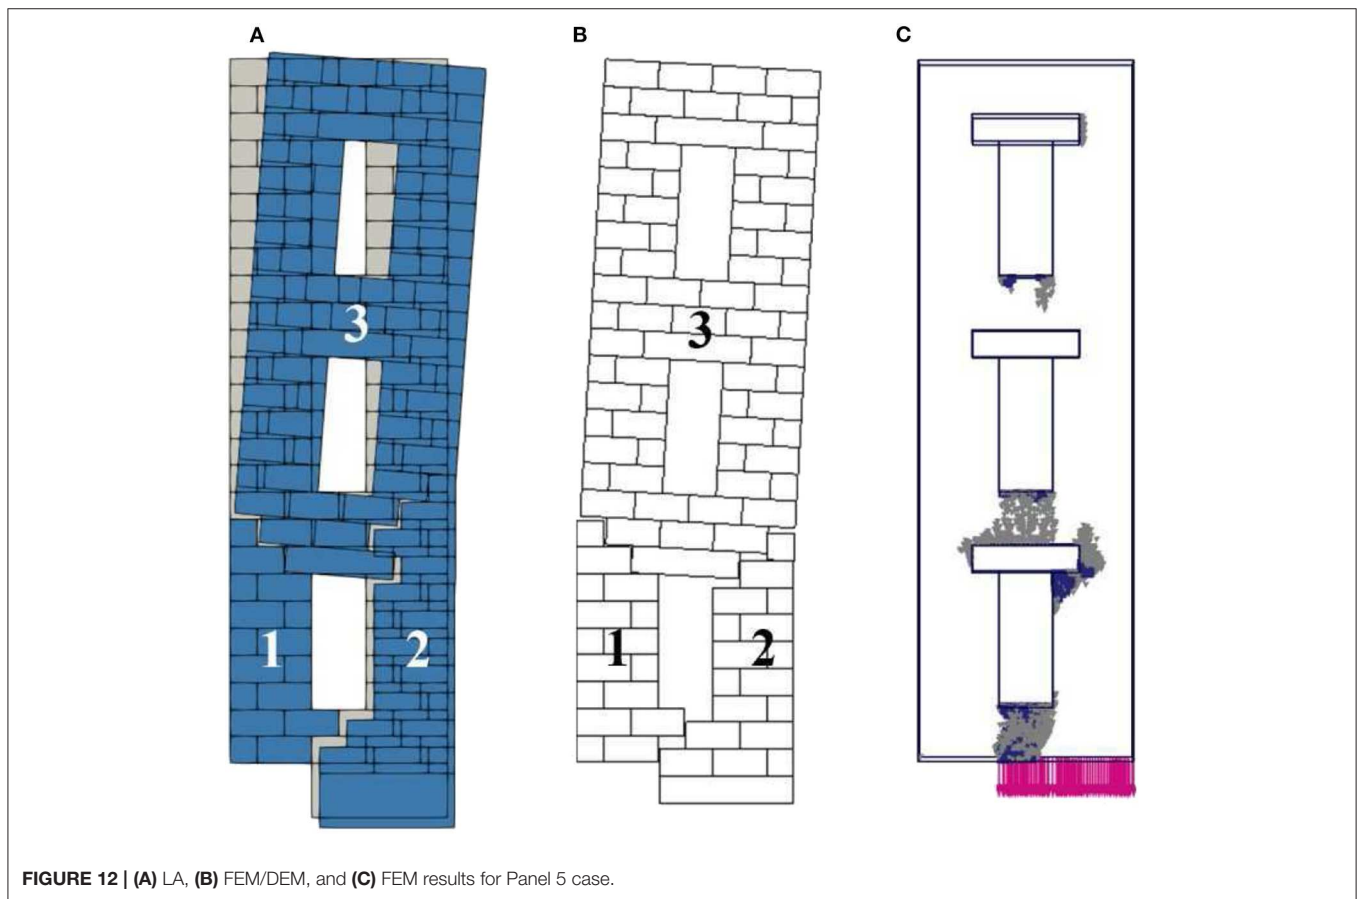 A B C
3 3
1 2 1 2
FIGURE 12 | (A) LA, (B) FEM/DEM, and (C) FEM results for Panel 5 case.